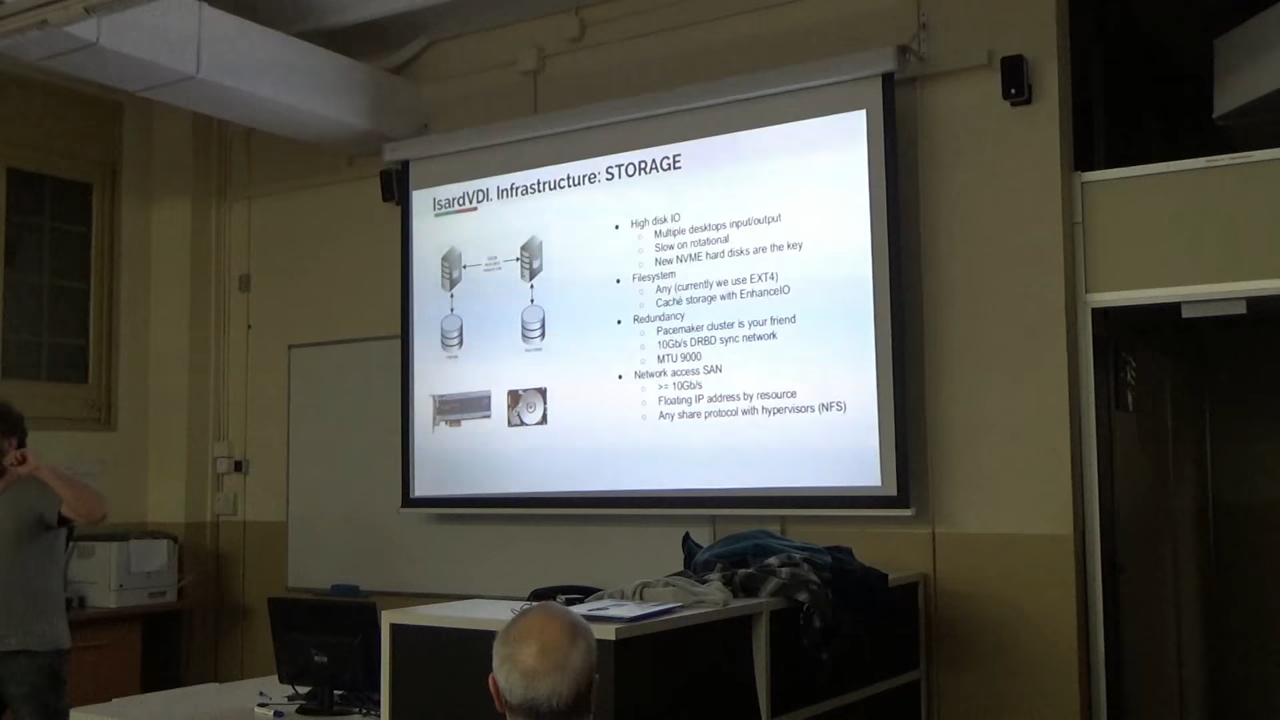 IsardVDI. Infrastructure: STORAGE
High disk IO
Multiple desktops input/output
Slow on rotational
New NVME hard disks are the key
Filesystem
Any (currently we use EXT4)
Caché storage with EnhanceIO
Redundancy
Pacemaker cluster is your friend
10Gb/s DRBD sync network
MTU 9000
Network access SAN
>= 10Gb/s
Floating IP address by resource
Any share protocol with hypervisors (NFS)